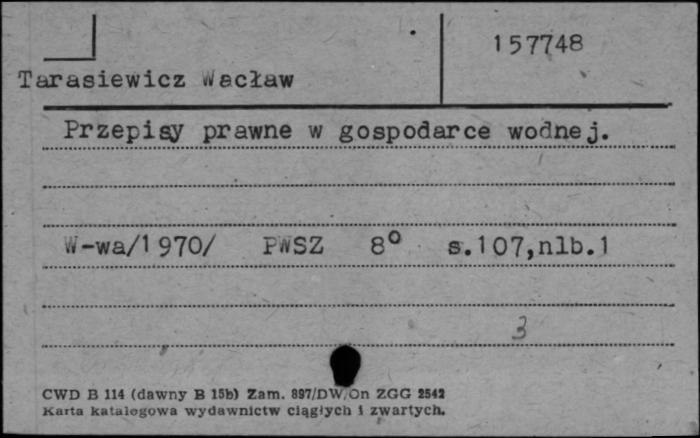 157748
Tarasiewicz Wacław
Przepisy prawne w gospodarce wodnej.
W-wa/1970/ PWSZ 8° s.107,nlb.1
3
CWD B 114 (dawny B 15b) Zam. 897/DW/On ZGG 2542
Karta katalogowa wydawnictw ciągłych i zwartych.